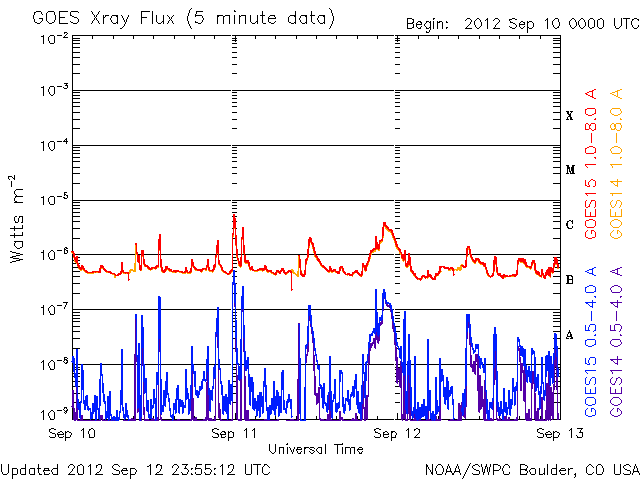 GOES Xray Flux (5 minute data)
Begin: 2012 Sep 10 0000 UTC
10⁻²
10⁻³
10⁻⁴
10⁻⁵
10⁻⁶
10⁻⁷
10⁻⁸
10⁻⁹
Watts m⁻²
X
M
C
B
A
GOES15 1.0-8.0 A
GOES14 1.0-8.0 A
GOES15 0.5-4.0 A
GOES14 0.5-4.0 A
Sep 10
Sep 11
Sep 12
Sep 13
Universal Time
Updated 2012 Sep 12 23:55:12 UTC
NOAA/SWPC Boulder, CO USA